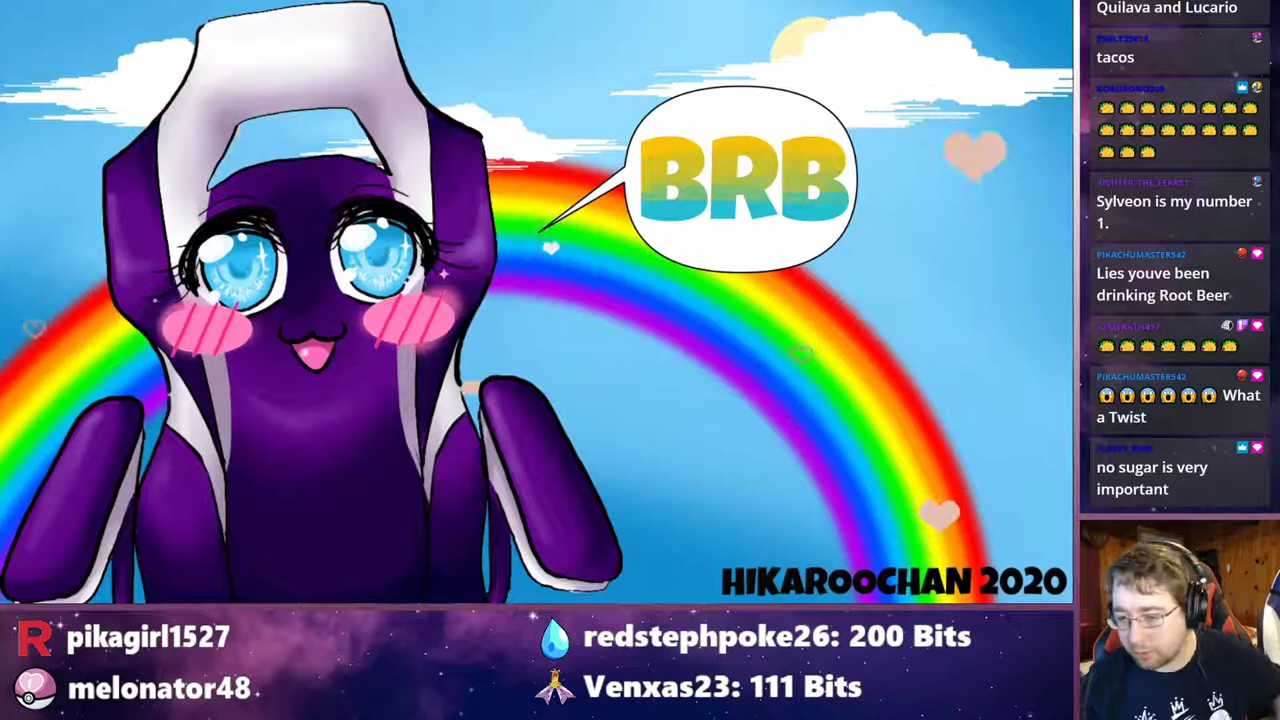 Quilava and Lucario
tacos
Sylveon is my number
1.
PIKACHUMASTER542
Lies youve been
drinking Root Beer
PIKACHUMASTER542
What
a Twist
no sugar is very
important
BRB
HIKAROOCHAN 2020
R pikagirl1527
redstephpoke26: 200 Bits
melonator48
Venxas23: 111 Bits